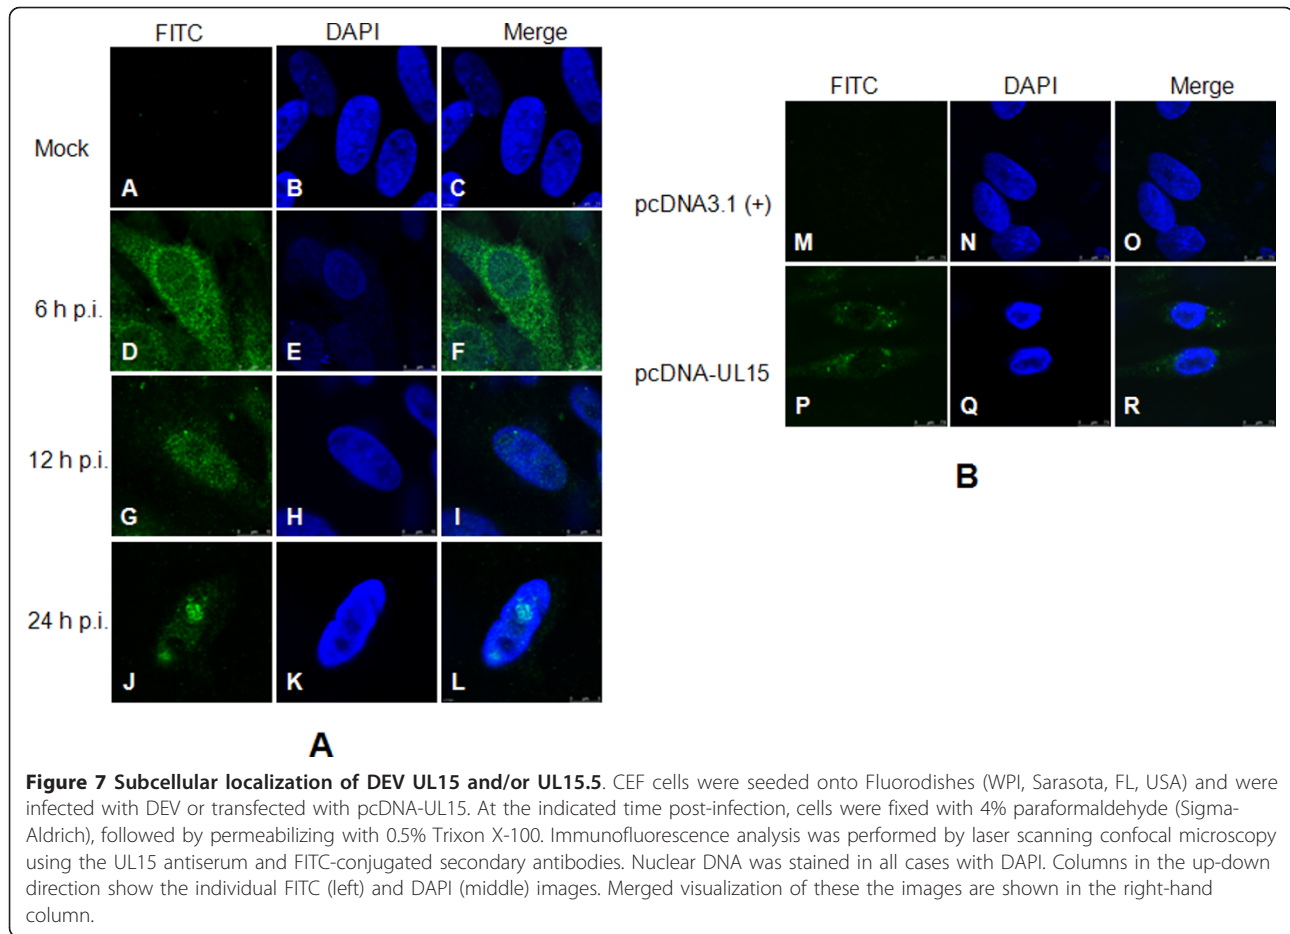 FITC DAPI Merge
Mock
A B C
6 h p.i.
D E F
12 h p.i.
G H I
24 h p.i.
J K L
A
FITC DAPI Merge
pcDNA3.1 (+)
M N O
pcDNA-UL15
P Q R
B
Figure 7 Subcellular localization of DEV UL15 and/or UL15.5. CEF cells were seeded onto Fluorodishes (WPI, Sarasota, FL, USA) and were
infected with DEV or transfected with pcDNA-UL15. At the indicated time post-infection, cells were fixed with 4% paraformaldehyde (Sigma-
Aldrich), followed by permeabilizing with 0.5% Trixon X-100. Immunofluorescence analysis was performed by laser scanning confocal microscopy
using the UL15 antiserum and FITC-conjugated secondary antibodies. Nuclear DNA was stained in all cases with DAPI. Columns in the up-down
direction show the individual FITC (left) and DAPI (middle) images. Merged visualization of these the images are shown in the right-hand
column.